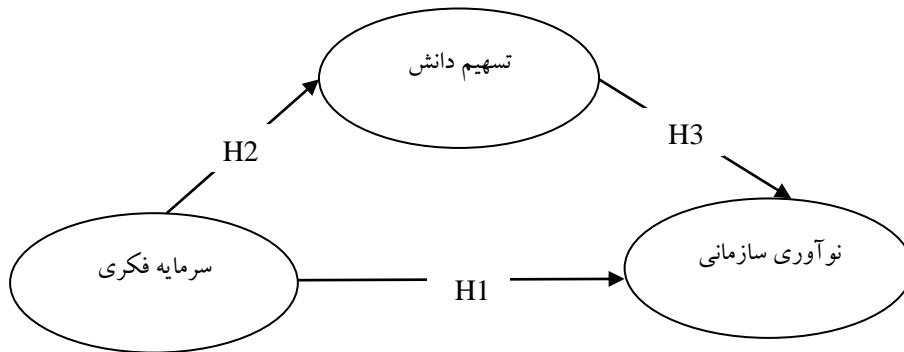 تسهیم دانش
H2
H3
سرمایه فکری
نوآوری سازمانی
H1